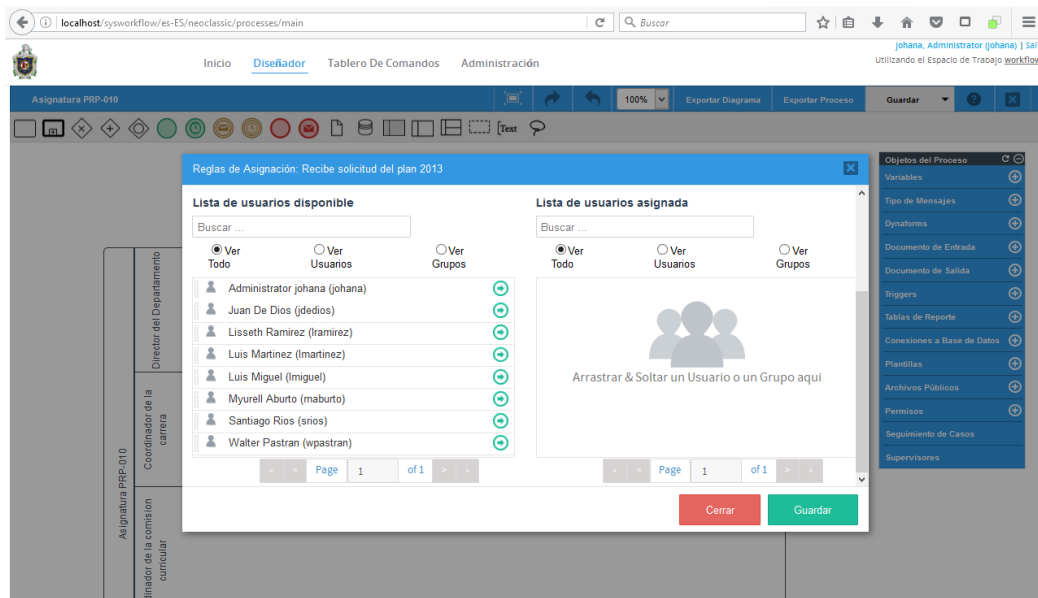 localhost/sysworkflow/es-ES/neoclassic/processes/main
Buscar
Johana, Administrator (johana) | Sali
Utilizando el Espacio de Trabajo workflow
Inicio Diseñador Tablero De Comandos Administración
Asignatura PRP-010
100%
Exportar Diagrama
Exportar Proceso
Guardar
Text
Reglas de Asignación: Recibe solicitud del plan 2013
Lista de usuarios disponible
Buscar ...
Ver Todo
Ver Usuarios
Ver Grupos
Administrator johana (johana)
Juan De Dios (jdedios)
Lisseth Ramirez (lramirez)
Luis Martinez (lmartinez)
Luis Miguel (lmiguel)
Myurell Aburto (maburto)
Santiago Rios (srios)
Walter Pastran (wpastran)
« < Page 1 of 1 > »
Lista de usuarios asignada
Buscar ...
Ver Todo
Ver Usuarios
Ver Grupos
Arrastrar & Soltar un Usuario o un Grupo aqui
« < Page 1 of 1 > »
Cerrar
Guardar
Objetos del Proceso
Variables
Tipo de Mensajes
Dynaforms
Documento de Entrada
Documento de Salida
Triggers
Tablas de Reporte
Conexiones a Base de Datos
Plantillas
Archivos Públicos
Permisos
Seguimiento de Casos
Supervisores
Asignatura PRP-010
Director del Departamento
Coordinador de la
carrera
dinador de la comision
curricular